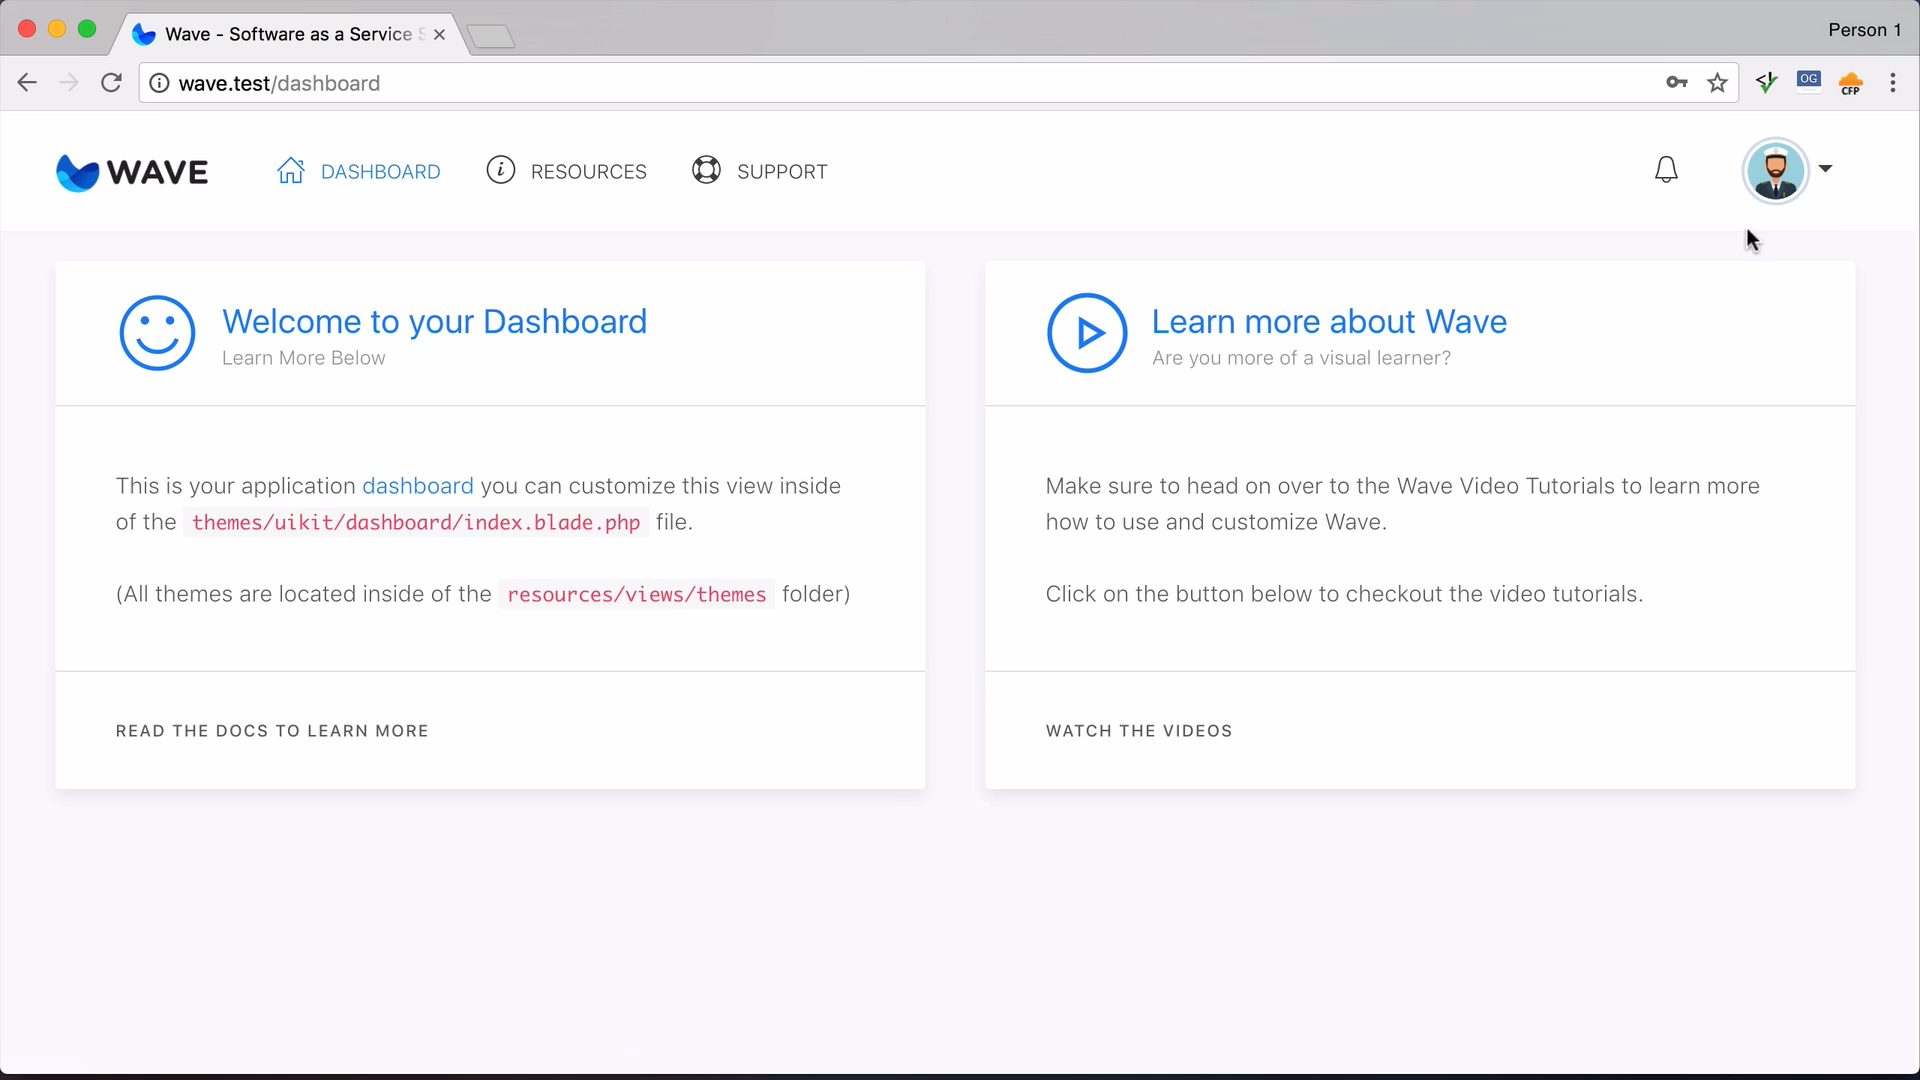 Wave - Software as a Service
Person 1
wave.test/dashboard
OG
CFP
WAVE
DASHBOARD
RESOURCES
SUPPORT
Welcome to your Dashboard
Learn More Below
This is your application dashboard you can customize this view inside
of the themes/uikit/dashboard/index.blade.php file.
(All themes are located inside of the resources/views/themes folder)
READ THE DOCS TO LEARN MORE
Learn more about Wave
Are you more of a visual learner?
Make sure to head on over to the Wave Video Tutorials to learn more
how to use and customize Wave.
Click on the button below to checkout the video tutorials.
WATCH THE VIDEOS